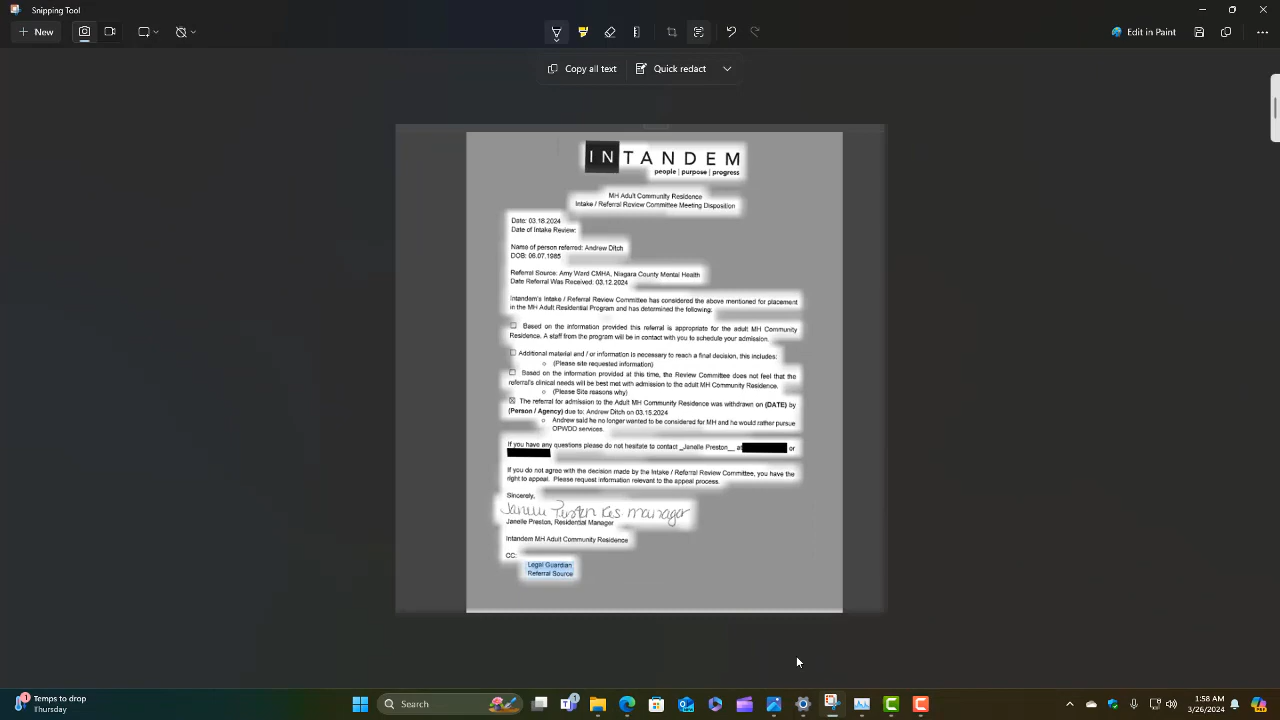 Snipping Tool
New
Edit in Paint
Copy all text
Quick redact
INTANDEM
people | purpose | progress
MH Adult Community Residence
Intake / Referral Review Committee Meeting Disposition
Date: 03.18.2024
Date of Intake Review:
Name of person referred: Andrew Ditch
DOB: 06.07.1985
Referral Source: Amy Ward CMHA, Niagara County Mental Health
Date Referral Was Received: 03.12.2024
Intandem's Intake / Referral Review Committee has considered the above mentioned for placement
in the MH Adult Residential Program and has determined the following:
☐ Based on the information provided this referral is appropriate for the adult MH Community
Residence. A staff from the program will be in contact with you to schedule your admission.
☐ Additional material and / or information is necessary to reach a final decision, this includes:
o (Please site requested information)
☐ Based on the information provided at this time, the Review Committee does not feel that the
referral's clinical needs will be best met with admission to the adult MH Community Residence.
o (Please Site reasons why)
☒ The referral for admission to the Adult MH Community Residence was withdrawn on (DATE) by
(Person / Agency) due to: Andrew Ditch on 03.15.2024
o Andrew said he no longer wanted to be considered for MH and he would rather pursue
OPWDD services.
If you have any questions please do not hesitate to contact _Janelle Preston__ at or
If you do not agree with the decision made by the Intake / Referral Review Committee, you have the
right to appeal. Please request information relevant to the appeal process.
Sincerely,
Janelle Preston Res. manager
Janelle Preston, Residential Manager
Intandem MH Adult Community Residence
CC:
Legal Guardian
Referral Source
1
Temps to drop
Thursday
Search
1
1:58 AM
3/26/2026